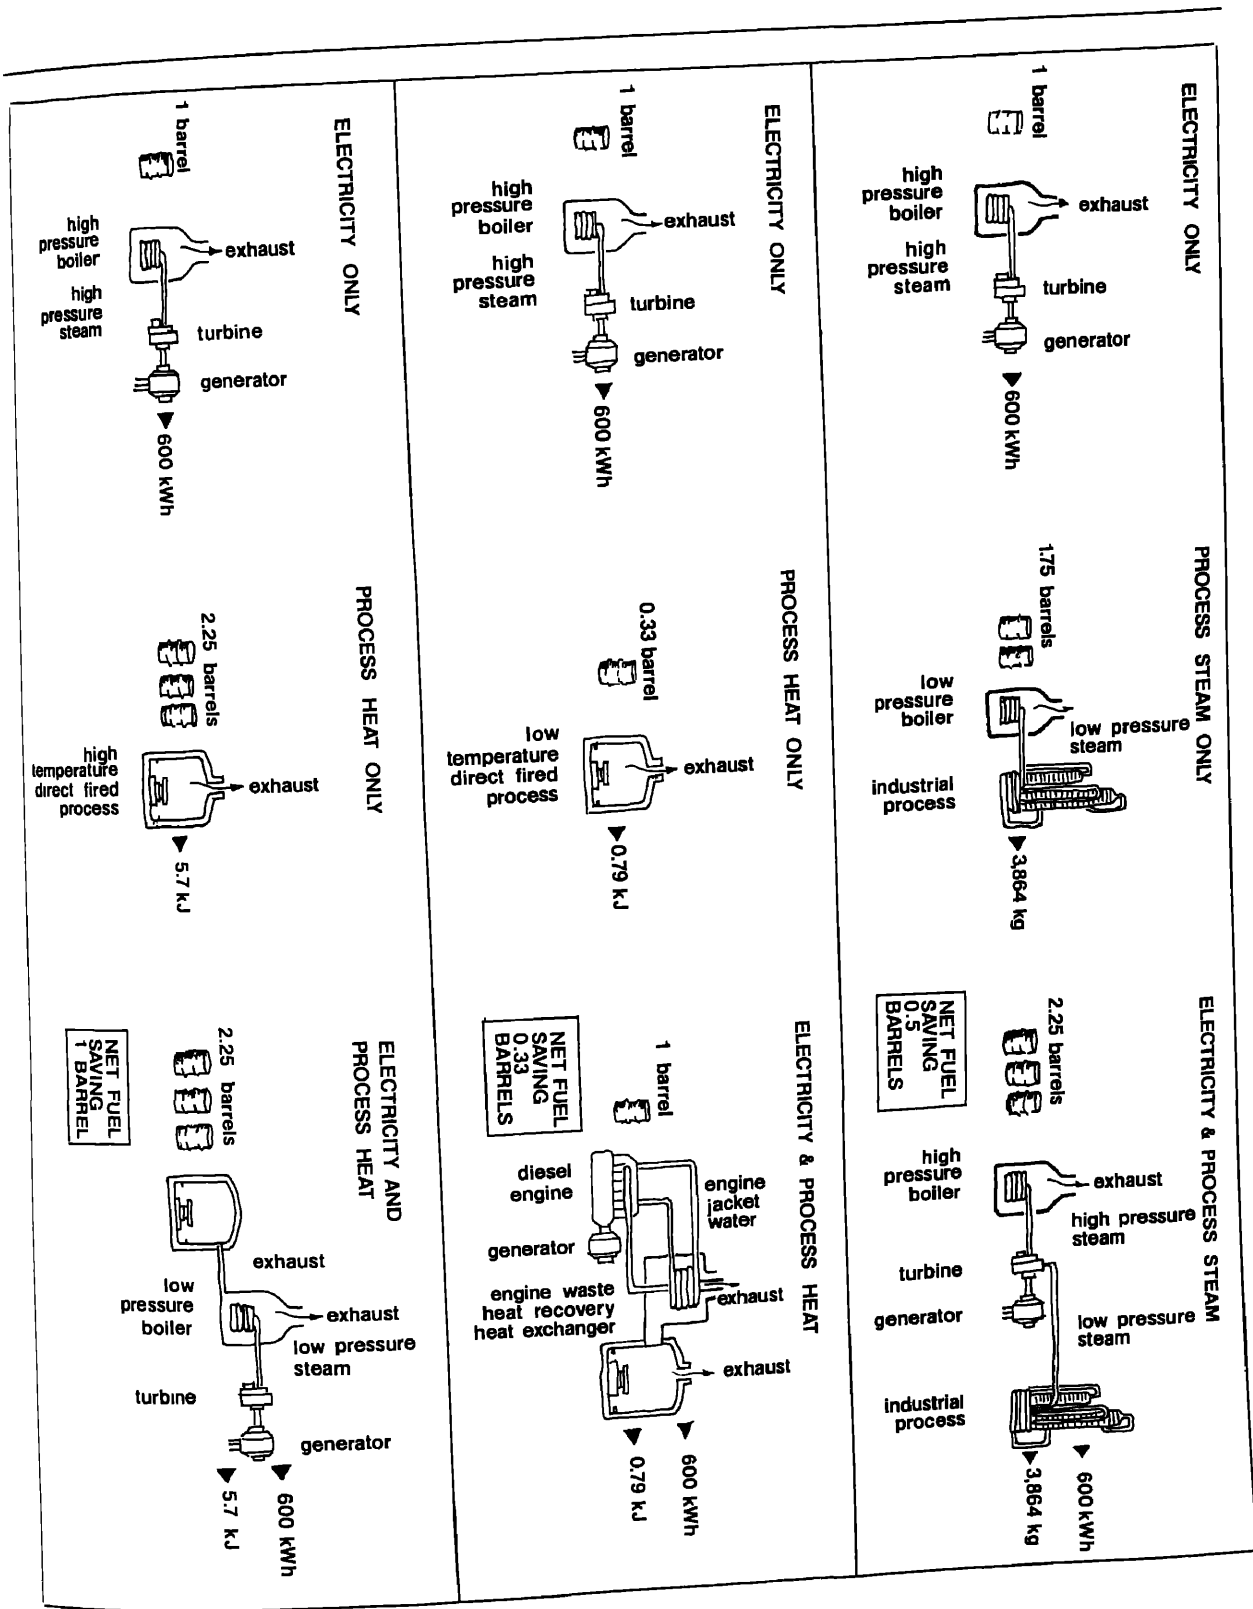 ELECTRICITY ONLY
1 barrel
high
pressure
boiler
exhaust
high
pressure
steam
turbine
generator
600 kWh
PROCESS STEAM ONLY
1.75 barrels
low
pressure
boiler
low pressure
steam
industrial
process
3,864 kg
ELECTRICITY & PROCESS STEAM
2.25 barrels
NET FUEL
SAVING
0.5
BARRELS
high
pressure
boiler
exhaust
high pressure
steam
turbine
generator
low pressure
steam
industrial
process
600 kWh
3,864 kg
ELECTRICITY ONLY
1 barrel
high
pressure
boiler
exhaust
high
pressure
steam
turbine
generator
600 kWh
PROCESS HEAT ONLY
0.33 barrel
low
temperature
direct fired
process
exhaust
0.79 kJ
ELECTRICITY & PROCESS HEAT
1 barrel
NET FUEL
SAVING
0.33
BARRELS
diesel
engine
engine
jacket
water
generator
engine waste
heat recovery
heat exchanger
exhaust
exhaust
600 kWh
0.79 kJ
ELECTRICITY ONLY
1 barrel
high
pressure
boiler
exhaust
high
pressure
steam
turbine
generator
600 kWh
PROCESS HEAT ONLY
2.25 barrels
high
temperature
direct fired
process
exhaust
5.7 kJ
ELECTRICITY AND
PROCESS HEAT
2.25 barrels
NET FUEL
SAVING
1 BARREL
exhaust
low
pressure
boiler
exhaust
low pressure
steam
turbine
generator
600 kWh
5.7 kJ